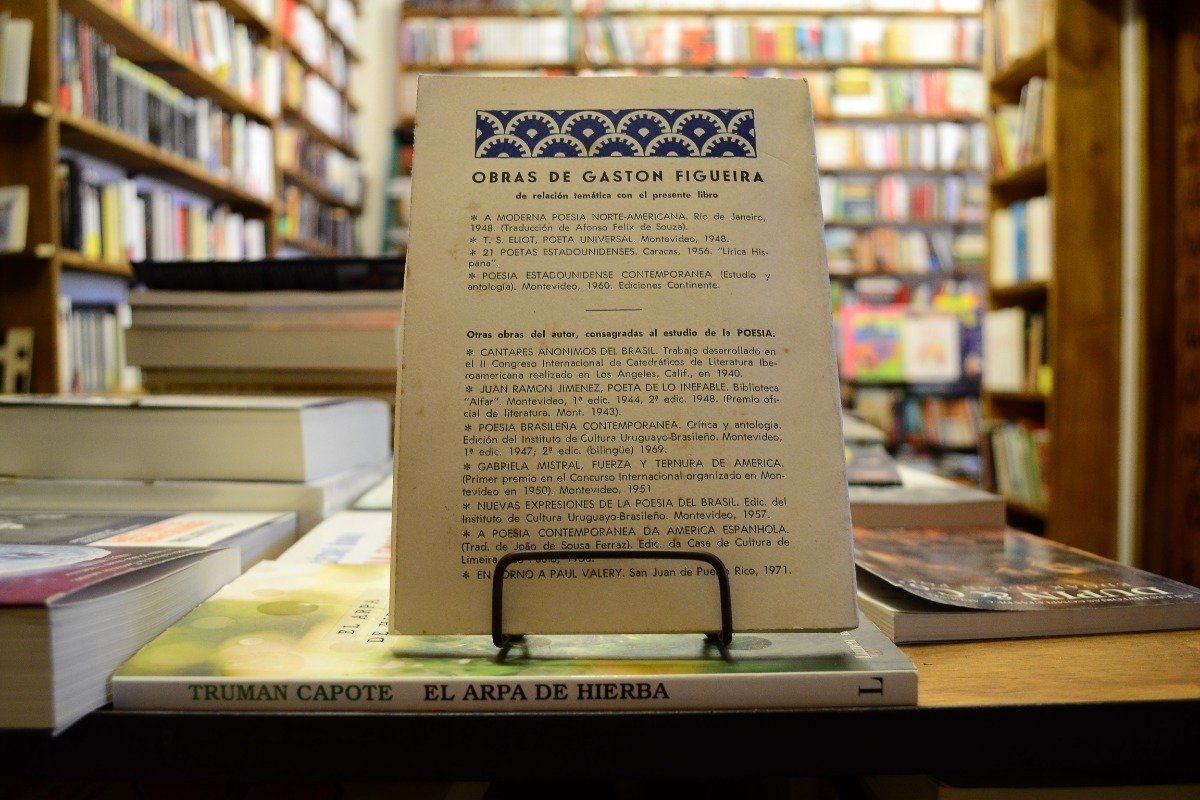 OBRAS DE GASTON FIGUEIRA
de relación temática con el presente libro
* A MODERNA POESIA NORTE-AMERICANA. Rio de Janeiro,
1948. (Traducción de Afonso Felix de Souza).
* T. S. ELIOT, POETA UNIVERSAL. Montevideo, 1948.
* 21 POETAS ESTADOUNIDENSES. Caracas, 1956. "Lírica His-
pana".
* POESIA ESTADOUNIDENSE CONTEMPORANEA (Estudio y
antología). Montevideo, 1960. Ediciones Continente.
Otras obras del autor, consagradas al estudio de la POESIA:
* CANTARES ANONIMOS DEL BRASIL. Trabajo desarrollado en
el II Congreso Internacional de Catedráticos de Literatura Ibe-
roamericana realizado en Los Angeles, Calif., en 1940.
* JUAN RAMON JIMENEZ, POETA DE LO INEFABLE. Biblioteca
"Alfar". Montevideo, 1ª edic. 1944, 2ª edic. 1948. (Premio ofi-
cial de literatura. Mont. 1943).
* POESIA BRASILEÑA CONTEMPORANEA. Crítica y antología.
Edición del Instituto de Cultura Uruguayo-Brasileño. Montevideo,
1ª edic. 1947; 2ª edic. (bilingüe) 1969.
* GABRIELA MISTRAL, FUERZA Y TERNURA DE AMERICA.
(Primer premio en el Concurso Internacional organizado en Mon-
tevideo en 1950). Montevideo, 1951
* NUEVAS EXPRESIONES DE LA POESIA DEL BRASIL. Edic. del
Instituto de Cultura Uruguayo-Brasileño. Montevideo, 1957.
* A POESIA CONTEMPORANEA DA AMERICA ESPANHOLA.
(Trad. de João de Sousa Ferraz). Edic. da Casa de Cultura de
Limeira
* EN TORNO A PAUL VALERY. San Juan de Puerto Rico, 1971.
EL ARPA
DE
TRUMAN CAPOTE EL ARPA DE HIERBA L
DUPIN &